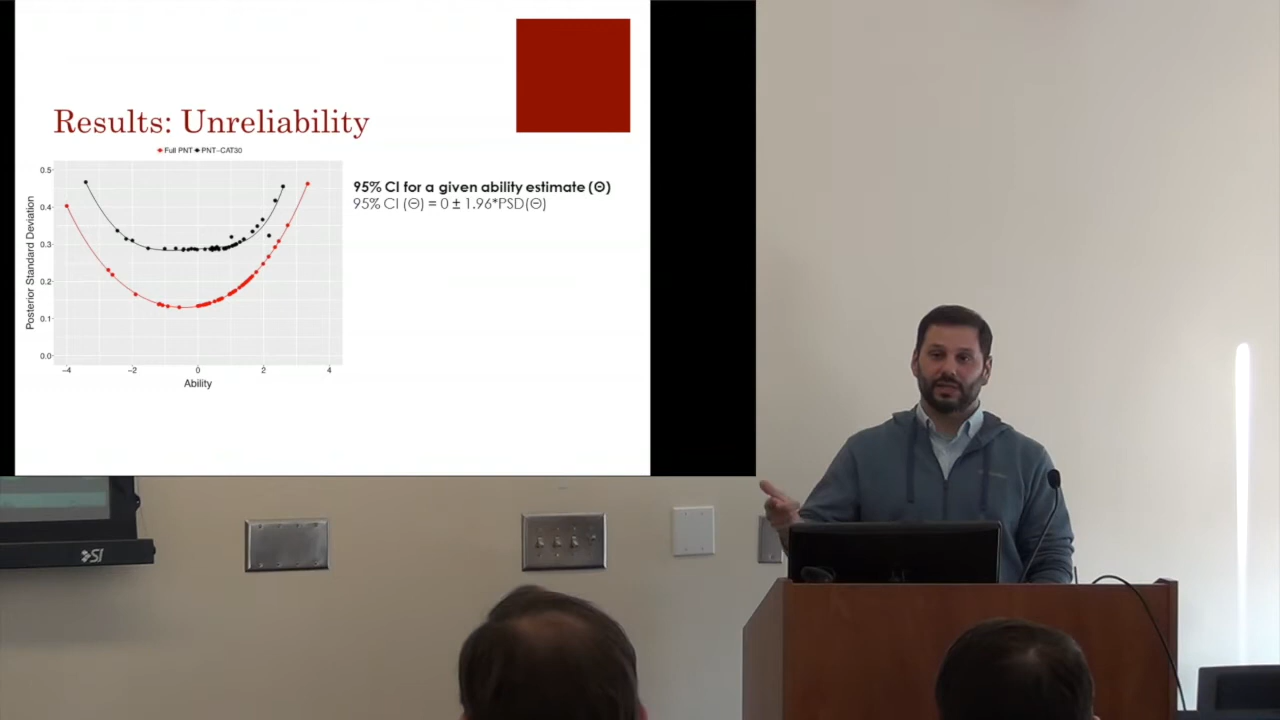 Results: Unreliability
Full PNT PNT-CAT30
95% CI for a given ability estimate (Θ)
95% CI (Θ) = 0 ± 1.96*PSD(Θ)
Posterior Standard Deviation
0.5
0.4
0.3
0.2
0.1
0.0
−4 −2 0 2 4
Ability
SI